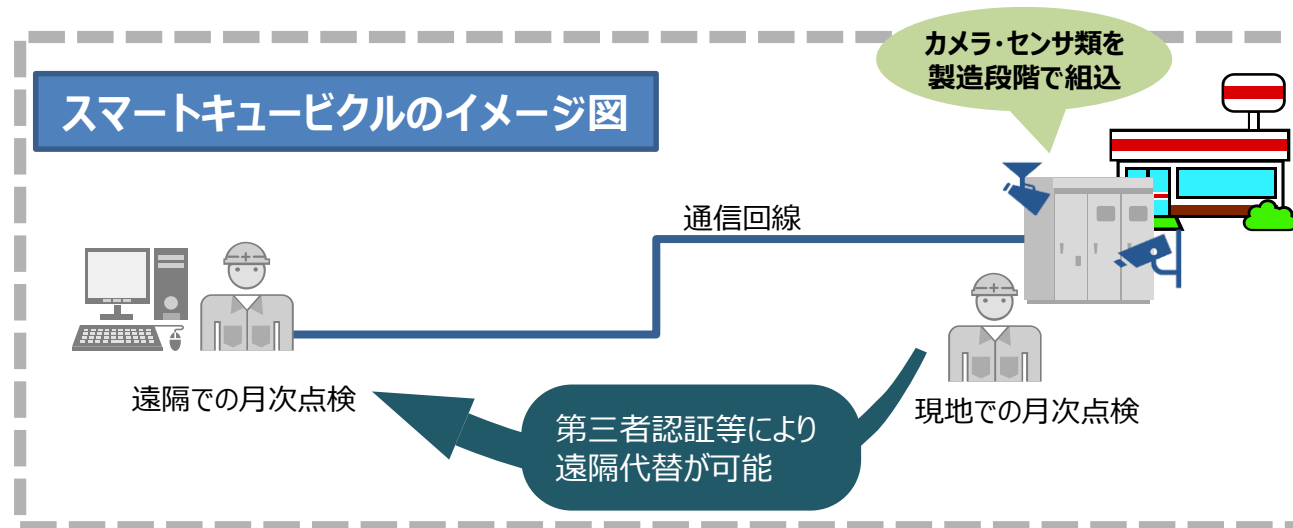 カメラ・センサ類を
製造段階で組込
スマートキュービクルのイメージ図
通信回線
遠隔での月次点検
第三者認証等により
遠隔代替が可能
現地での月次点検